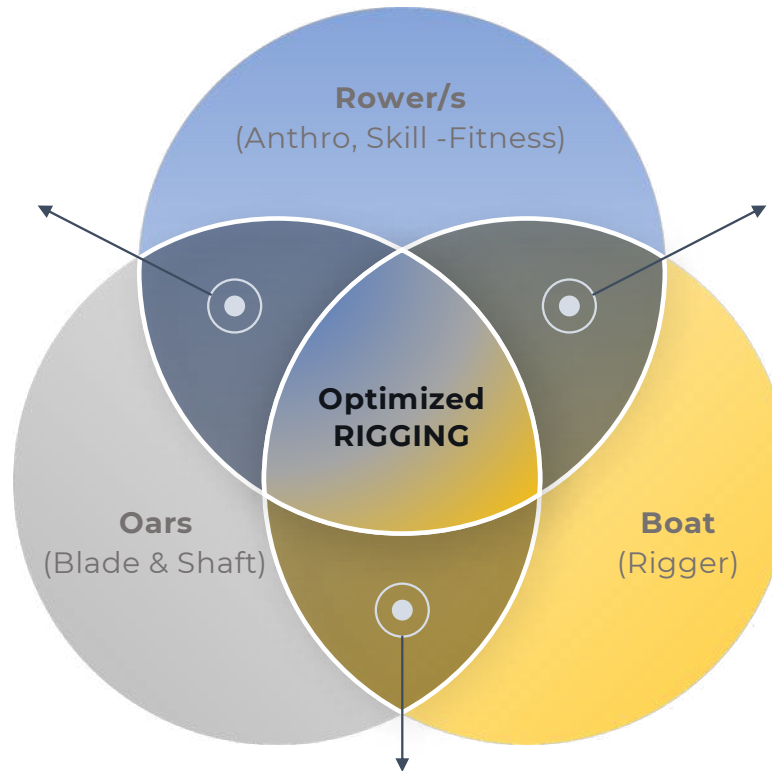 Rower/s
(Anthro, Skill -Fitness)
Optimized
RIGGING
Oars
(Blade & Shaft)
Boat
(Rigger)